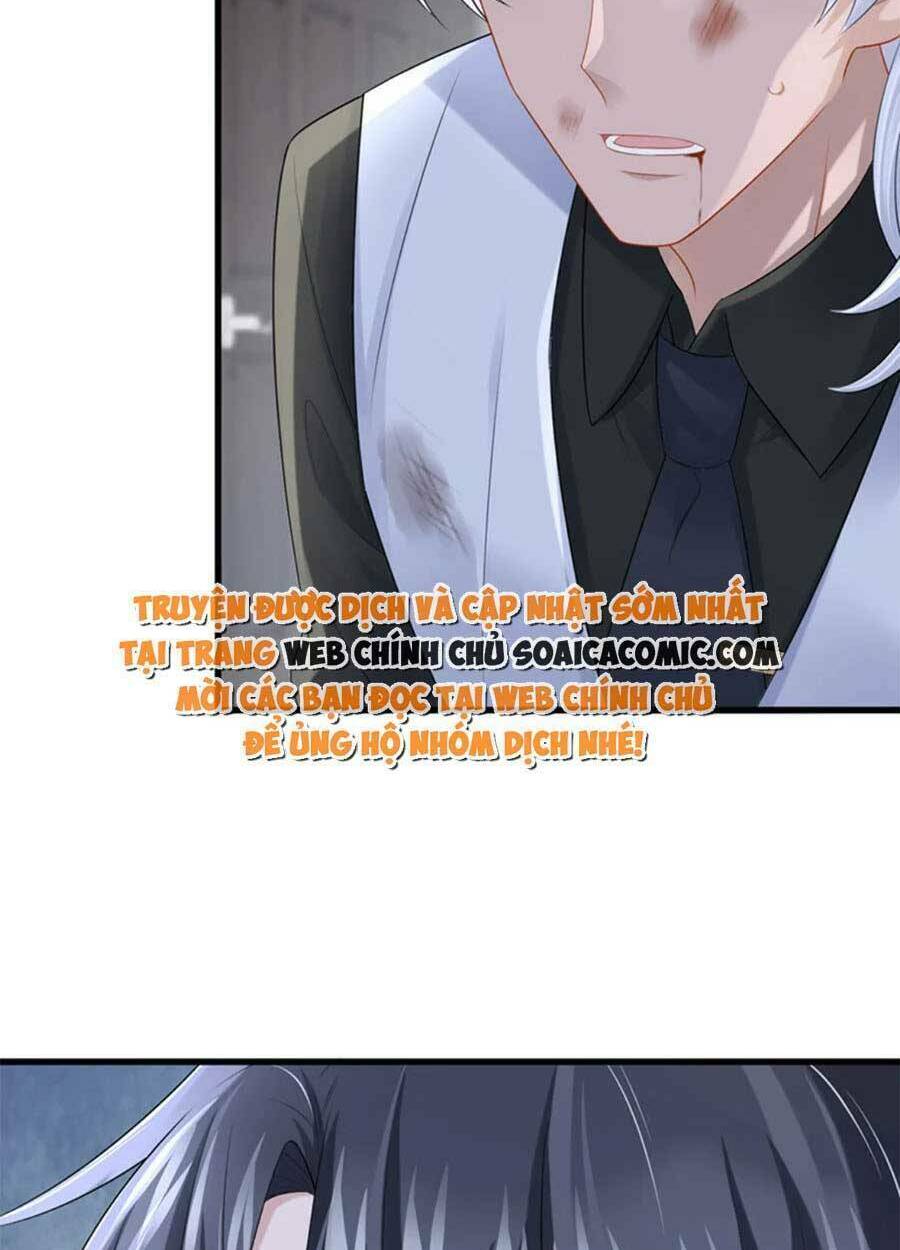 TRUYỆN ĐƯỢC DỊCH VÀ CẬP NHẬT SỚM NHẤT
TẠI TRANG WEB CHÍNH CHỦ SOAICACOMIC.COM
MỜI CÁC BẠN ĐỌC TẠI WEB CHÍNH CHỦ
ĐỂ ỦNG HỘ NHÓM DỊCH NHÉ!